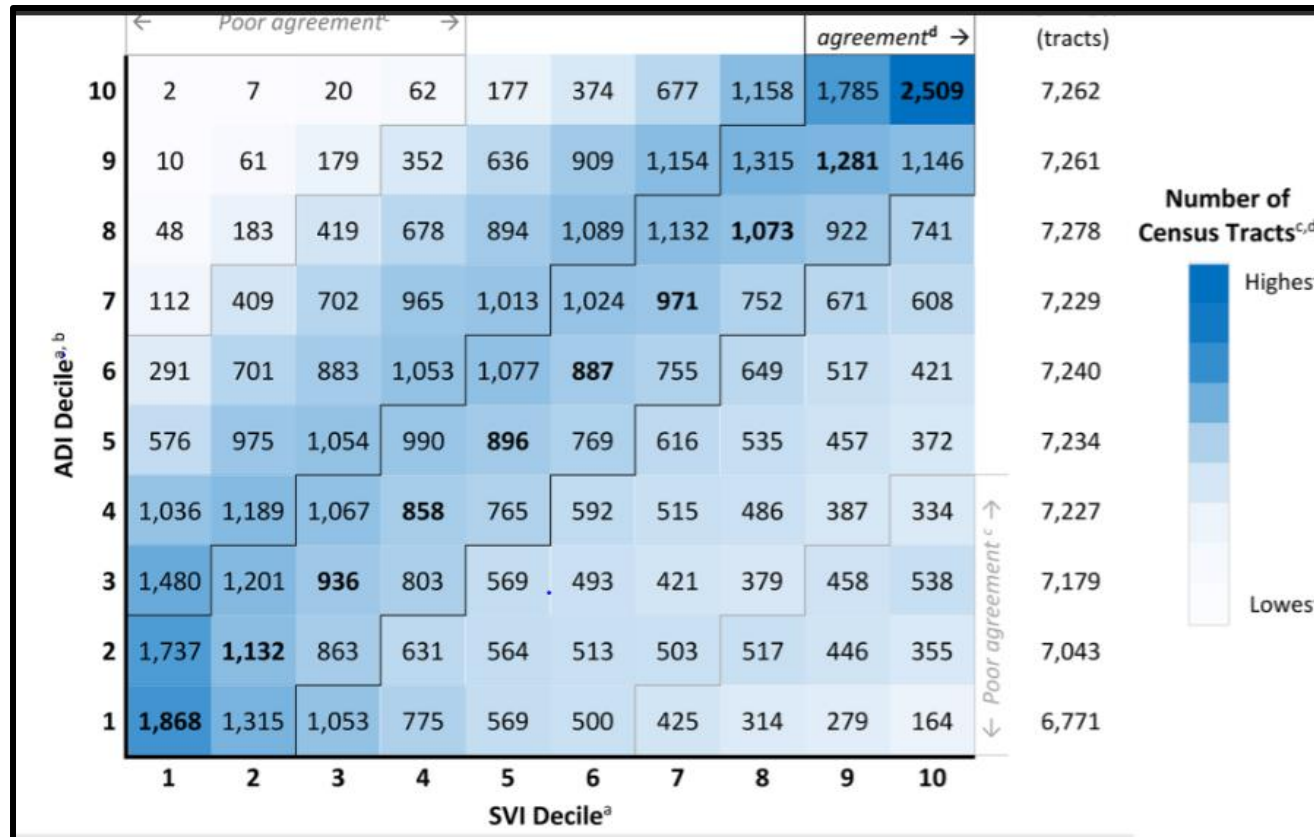 ← Poor agreementᶜ →
agreementᵈ → (tracts)
10 2 7 20 62 177 374 677 1,158 1,785 2,509 7,262
9 10 61 179 352 636 909 1,154 1,315 1,281 1,146 7,261
8 48 183 419 678 894 1,089 1,132 1,073 922 741 7,278
7 112 409 702 965 1,013 1,024 971 752 671 608 7,229
6 291 701 883 1,053 1,077 887 755 649 517 421 7,240
5 576 975 1,054 990 896 769 616 535 457 372 7,234
4 1,036 1,189 1,067 858 765 592 515 486 387 334 7,227
3 1,480 1,201 936 803 569 493 421 379 458 538 7,179
2 1,737 1,132 863 631 564 513 503 517 446 355 7,043
1 1,868 1,315 1,053 775 569 500 425 314 279 164 6,771
1 2 3 4 5 6 7 8 9 10
SVI Decileᵃ
ADI Decileᵃ, ᵇ
← Poor agreement ᶜ →
Number of
Census Tractsᶜ,ᵈ
Highes
Lowes